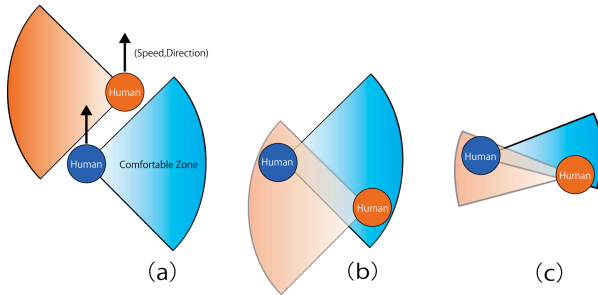 (Speed,Direction)
Human
Human
Comfortable Zone
Human
Human
Human
Human
(a)
(b)
(c)